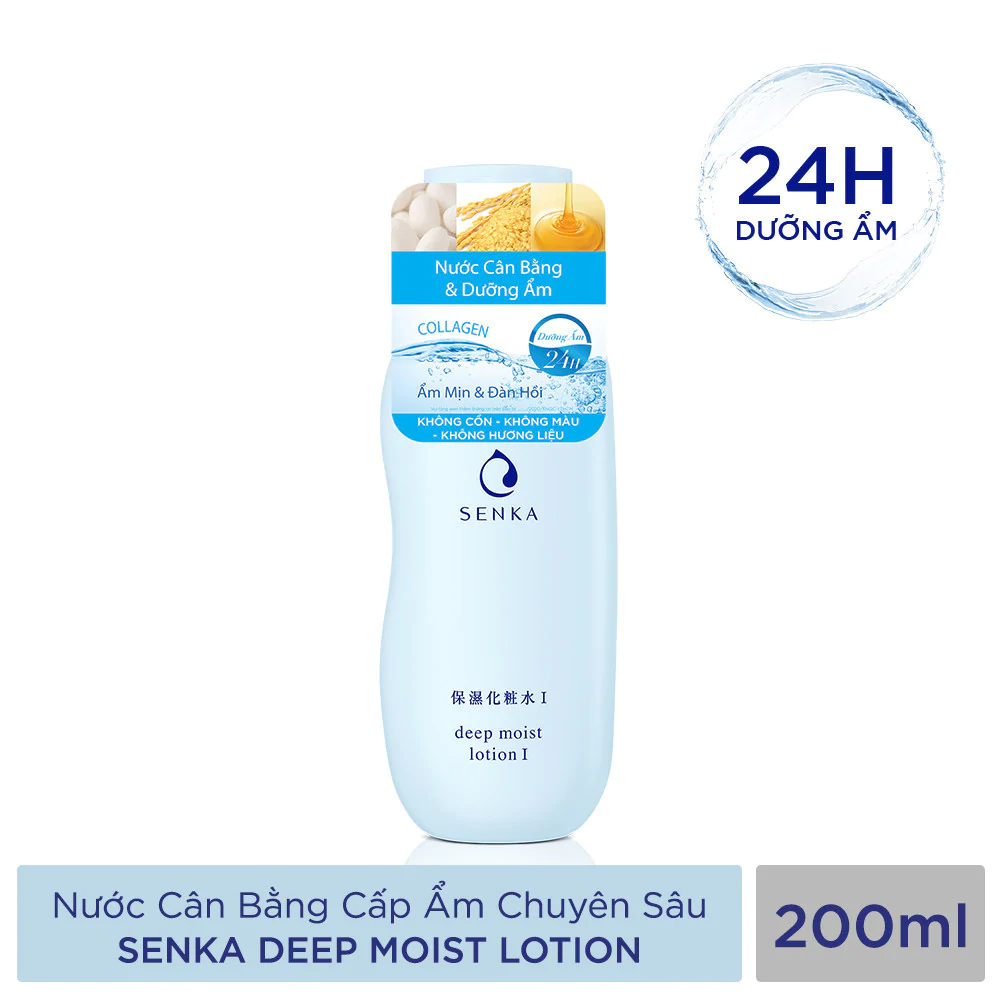 24H
DƯỠNG ẨM
Nước Cân Bằng
& Dưỡng Ẩm
COLLAGEN
Dưỡng Ẩm
24H
Ẩm Mịn & Đàn Hồi
KHÔNG CỒN - KHÔNG MÀU
- KHÔNG HƯƠNG LIỆU
SENKA
保濕化粧水 I
deep moist
lotion I
Nước Cân Bằng Cấp Ẩm Chuyên Sâu
SENKA DEEP MOIST LOTION
200ml